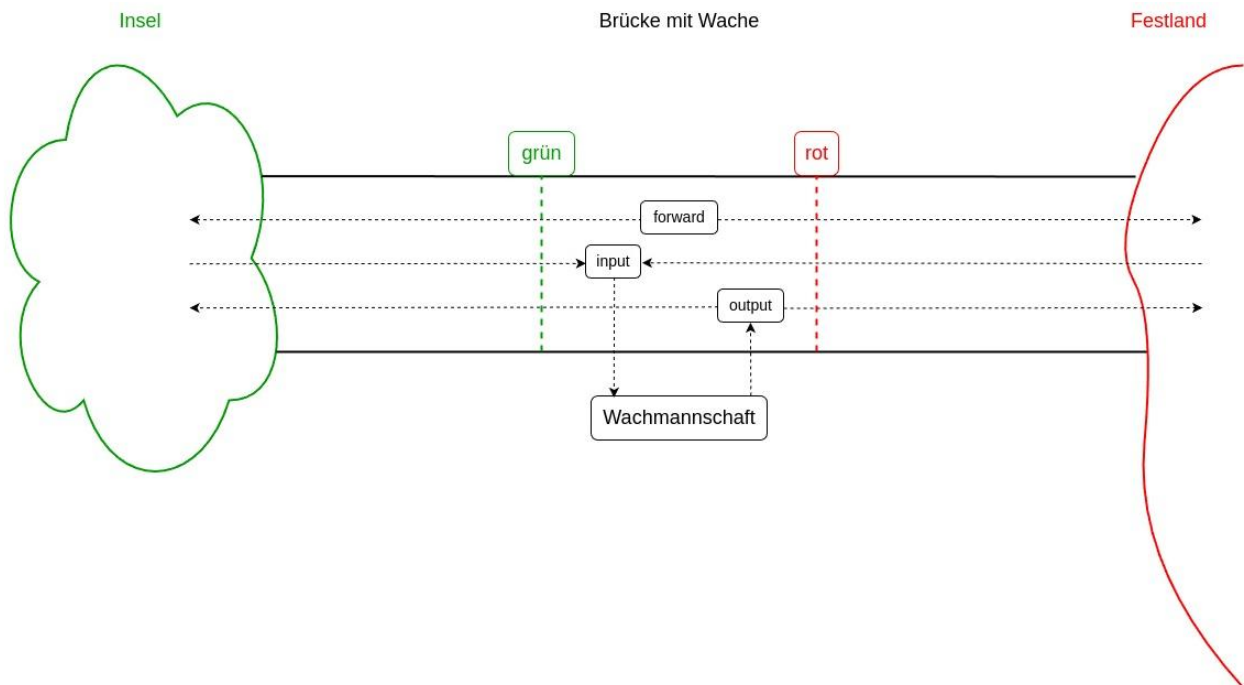 Insel
Brücke mit Wache
Festland
grün
rot
forward
input
output
Wachmannschaft